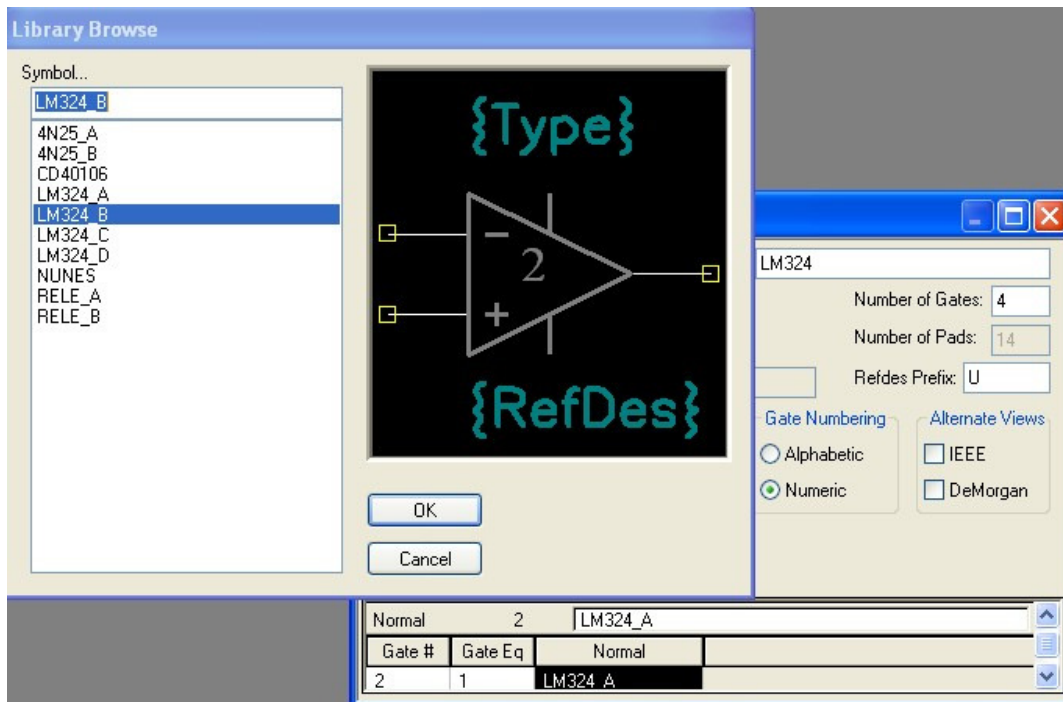 Library Browse
Symbol...
LM324_B
4N25_A
4N25_B
CD40106
LM324_A
LM324_B
LM324_C
LM324_D
NUNES
RELE_A
RELE_B
{Type}
-
2
+
{RefDes}
OK
Cancel
LM324
Number of Gates: 4
Number of Pads: 14
Refdes Prefix: U
Gate Numbering
Alphabetic
Numeric
Alternate Views
IEEE
DeMorgan
Normal 2 LM324_A
Gate # Gate Eq Normal
2 1 LM324_A